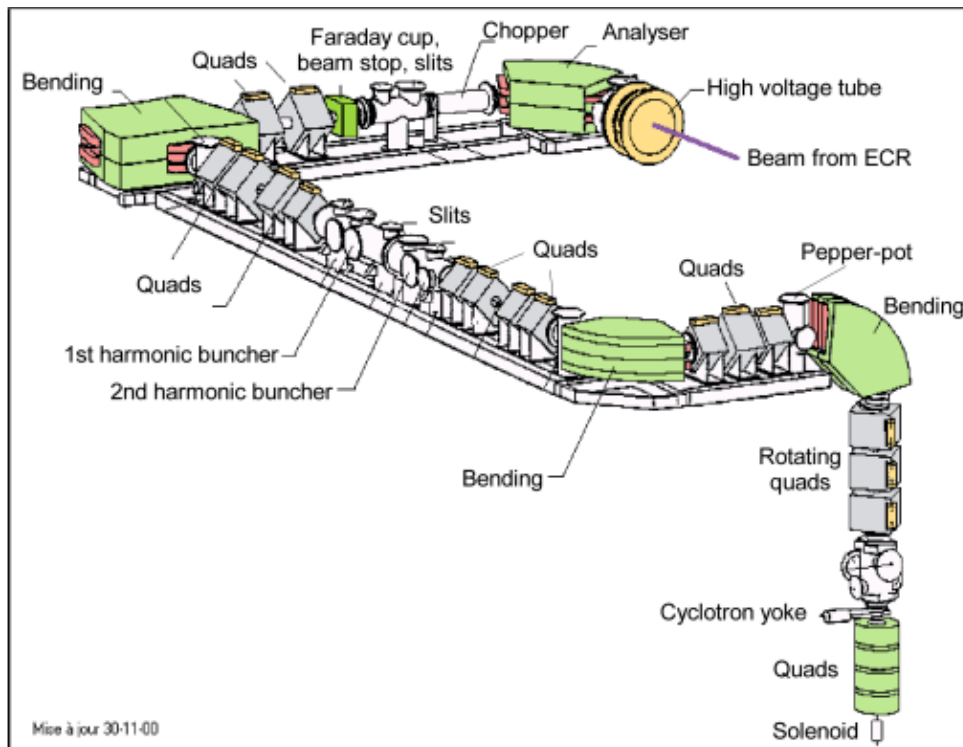 Faraday cup,
beam stop, slits
Chopper
Analyser
Quads
Bending
High voltage tube
Beam from ECR
Slits
Quads
Quads
Pepper-pot
Quads
Bending
1st harmonic buncher
2nd harmonic buncher
Bending
Rotating
quads
Cyclotron yoke
Quads
Solenoid
Mise à jour 30-11-00